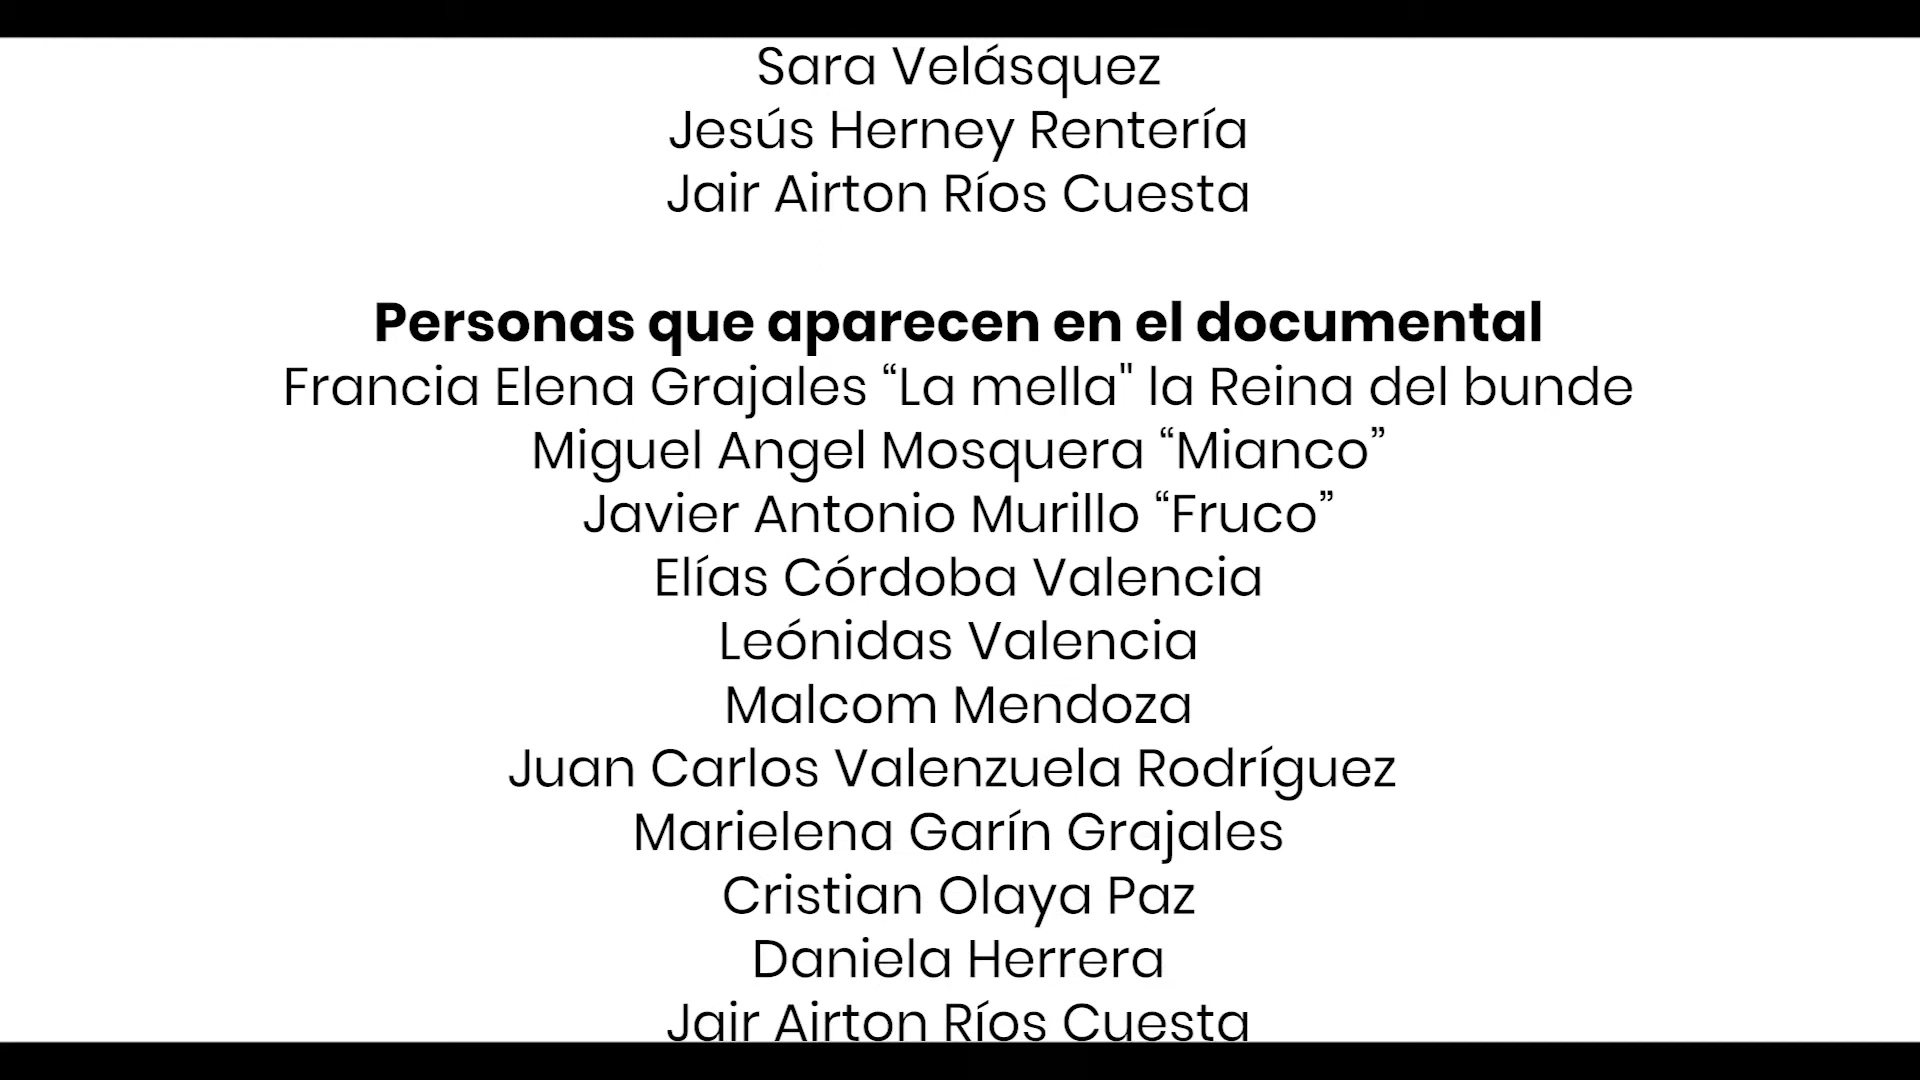 Sara Velásquez
Jesús Herney Rentería
Jair Airton Ríos Cuesta
Personas que aparecen en el documental
Francia Elena Grajales “La mella" la Reina del bunde
Miguel Angel Mosquera “Mianco”
Javier Antonio Murillo “Fruco”
Elías Córdoba Valencia
Leónidas Valencia
Malcom Mendoza
Juan Carlos Valenzuela Rodríguez
Marielena Garín Grajales
Cristian Olaya Paz
Daniela Herrera
Jair Airton Ríos Cuesta